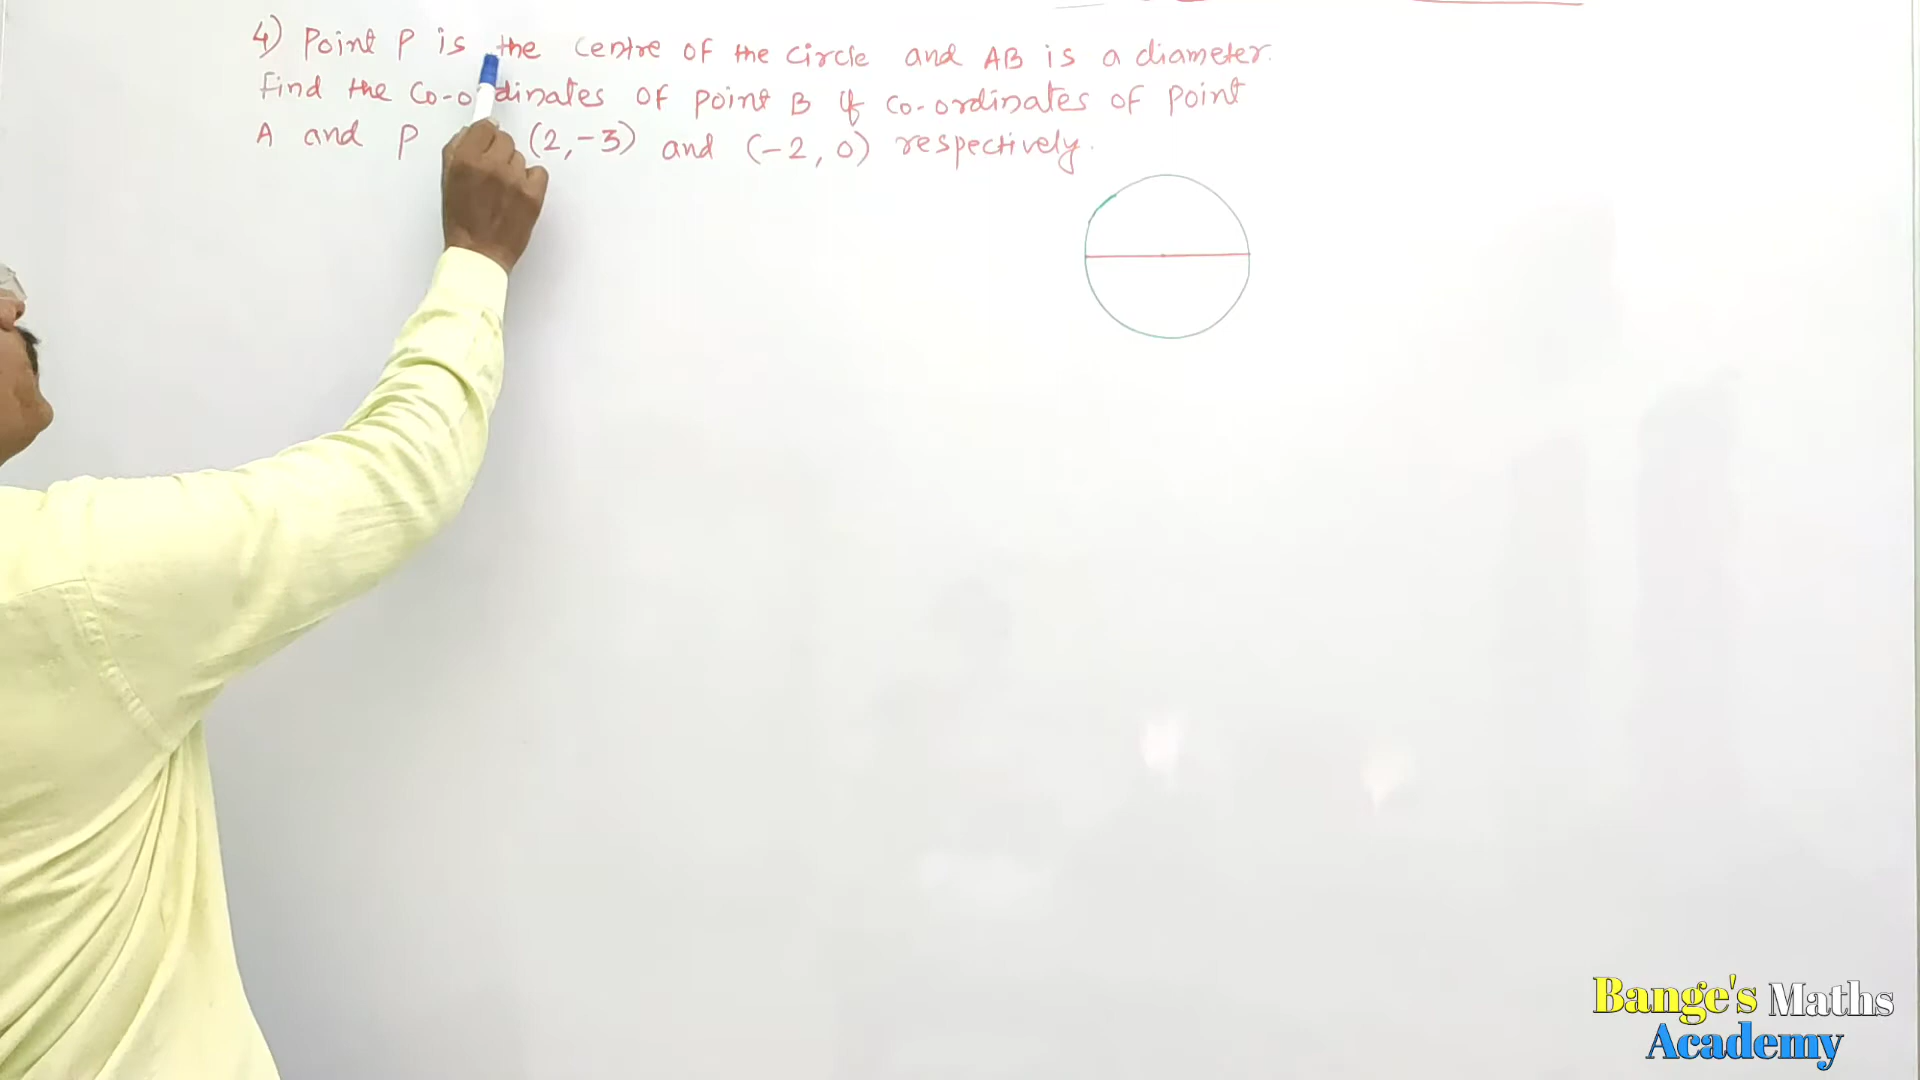 4) Point P is the centre of the circle and AB is a diameter.
Find the Co-ordinates of point B if co-ordinates of point
A and P (2,-3) and (-2, 0) respectively.
Bange's Maths
Academy